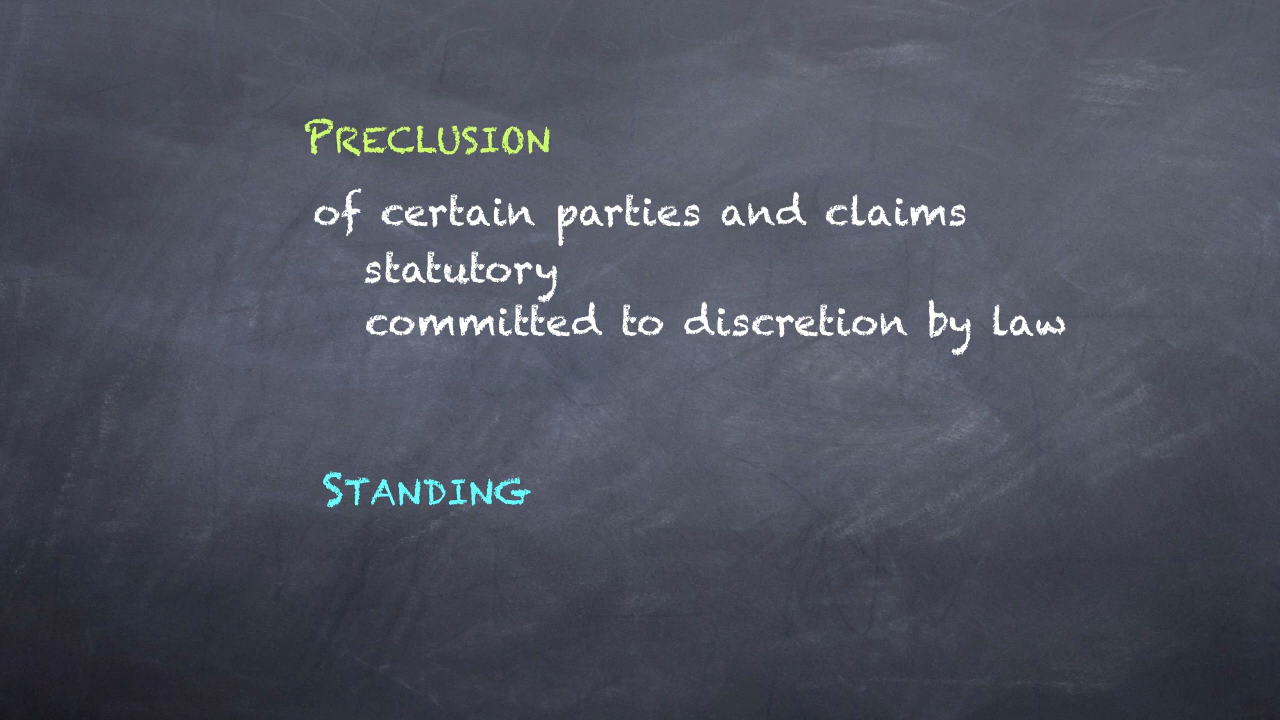 PRECLUSION
of certain parties and claims
statutory
committed to discretion by law
STANDING